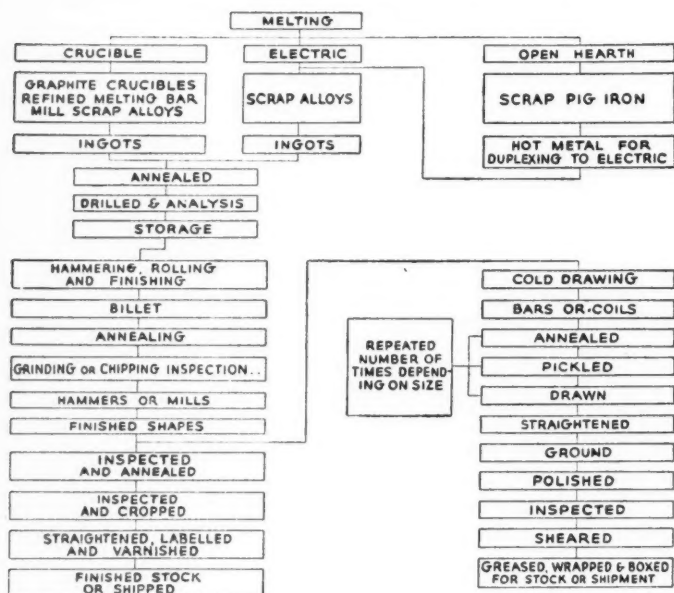 MELTING
CRUCIBLE
GRAPHITE CRUCIBLES
REFINED MELTING BAR
MILL SCRAP ALLOYS
INGOTS
ELECTRIC
SCRAP ALLOYS
INGOTS
OPEN HEARTH
SCRAP PIG IRON
HOT METAL FOR
DUPLEXING TO ELECTRIC
ANNEALED
DRILLED & ANALYSIS
STORAGE
HAMMERING, ROLLING
AND FINISHING
BILLET
ANNEALING
GRINDING OR CHIPPING INSPECTION..
HAMMERS OR MILLS
FINISHED SHAPES
INSPECTED
AND ANNEALED
INSPECTED
AND CROPPED
STRAIGHTENED, LABELLED
AND VARNISHED
FINISHED STOCK
OR SHIPPED
COLD DRAWING
BARS OR COILS
REPEATED
NUMBER OF
TIMES DEPEND-
ING ON SIZE
ANNEALED
PICKLED
DRAWN
STRAIGHTENED
GROUND
POLISHED
INSPECTED
SHEARED
GREASED, WRAPPED & BOXED
FOR STOCK OR SHIPMENT